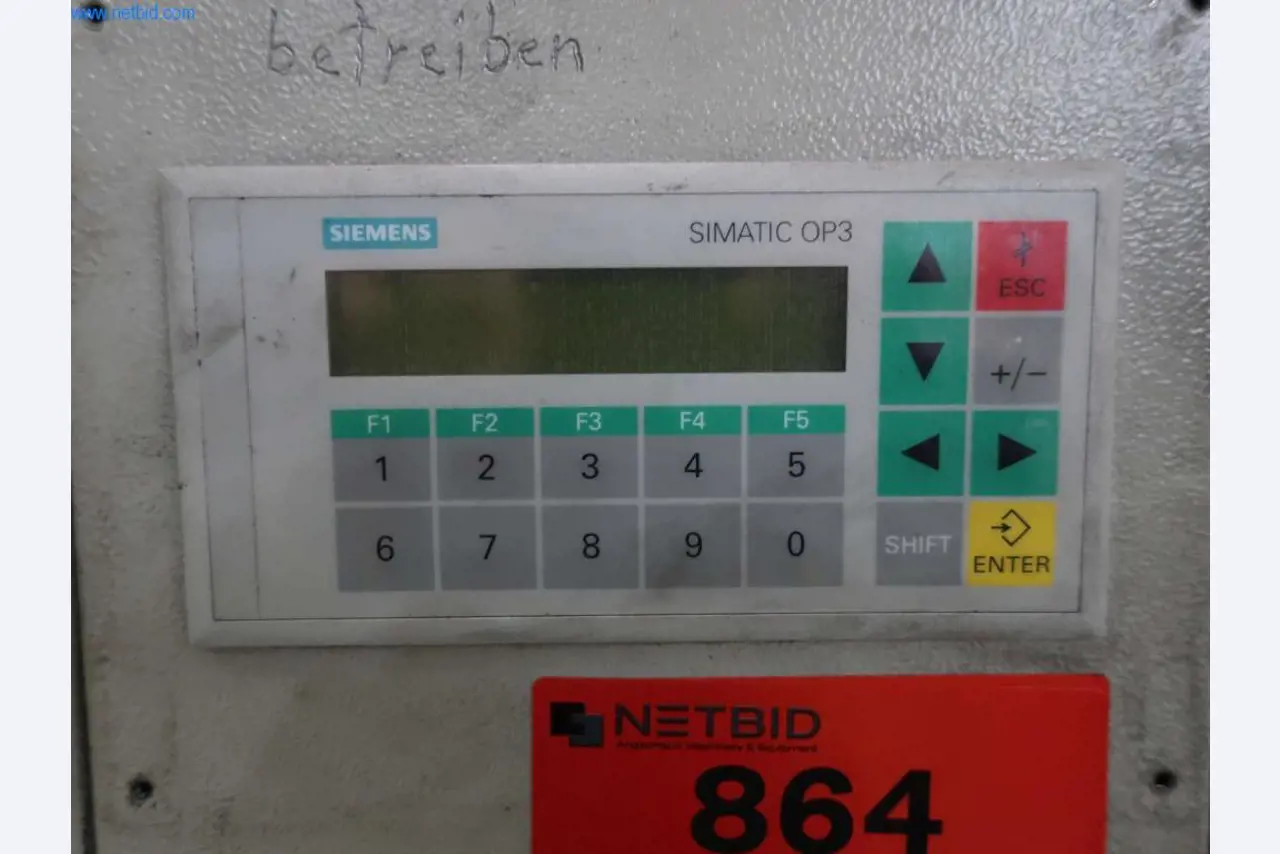 www.netbid.com
betreiben
SIEMENS
SIMATIC OP3
ESC
+/−
F1 F2 F3 F4 F5
1 2 3 4 5
6 7 8 9 0
SHIFT
ENTER
NETBID
864